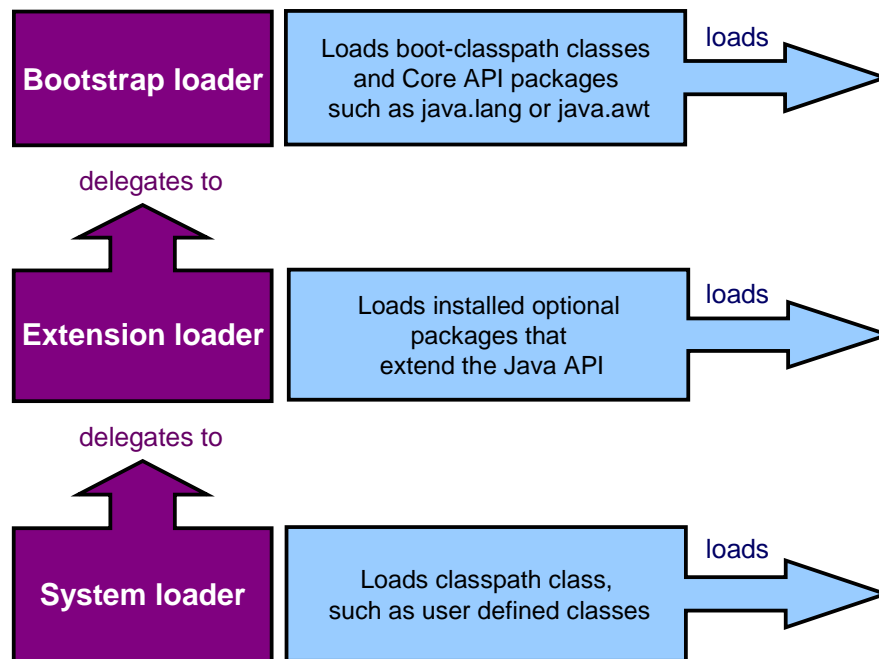 Bootstrap loader
Loads boot-classpath classes
and Core API packages
such as java.lang or java.awt
loads
delegates to
Extension loader
Loads installed optional
packages that
extend the Java API
loads
delegates to
System loader
Loads classpath class,
such as user defined classes
loads